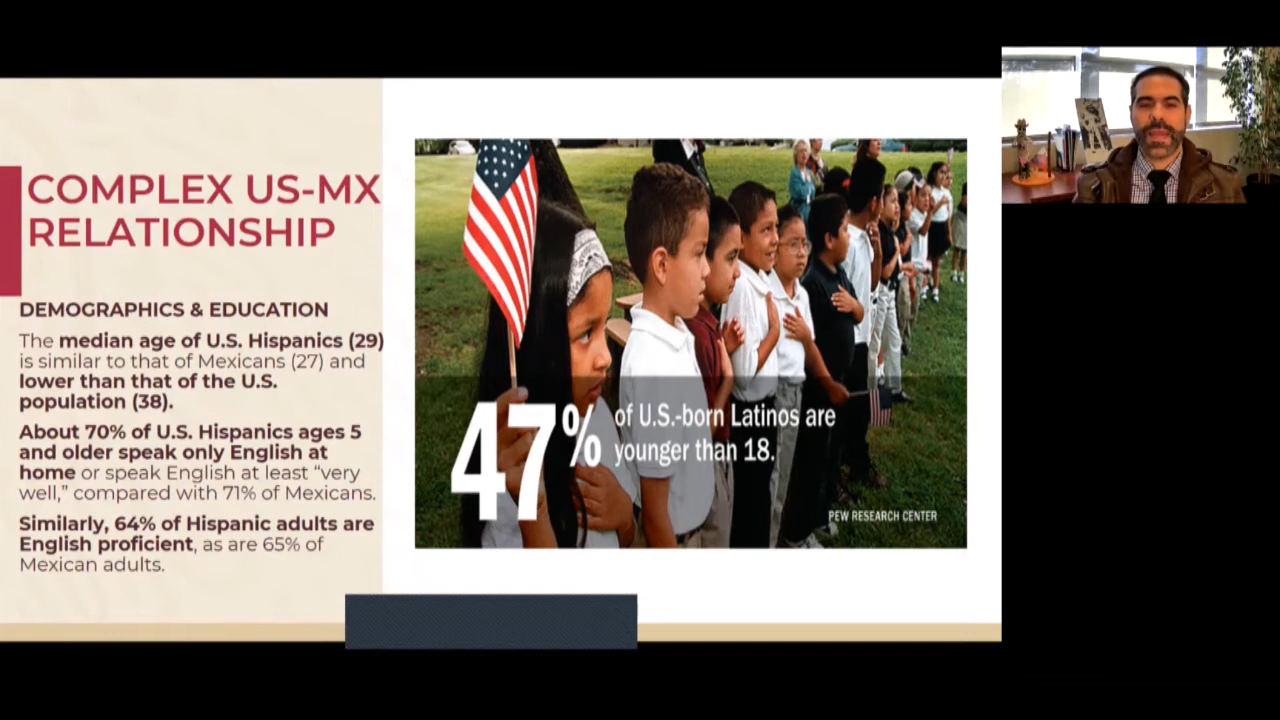 COMPLEX US-MX
RELATIONSHIP
DEMOGRAPHICS & EDUCATION
The median age of U.S. Hispanics (29)
is similar to that of Mexicans (27) and
lower than that of the U.S.
population (38).
About 70% of U.S. Hispanics ages 5
and older speak only English at
home or speak English at least “very
well,” compared with 71% of Mexicans.
Similarly, 64% of Hispanic adults are
English proficient, as are 65% of
Mexican adults.
47% of U.S.-born Latinos are
younger than 18.
PEW RESEARCH CENTER